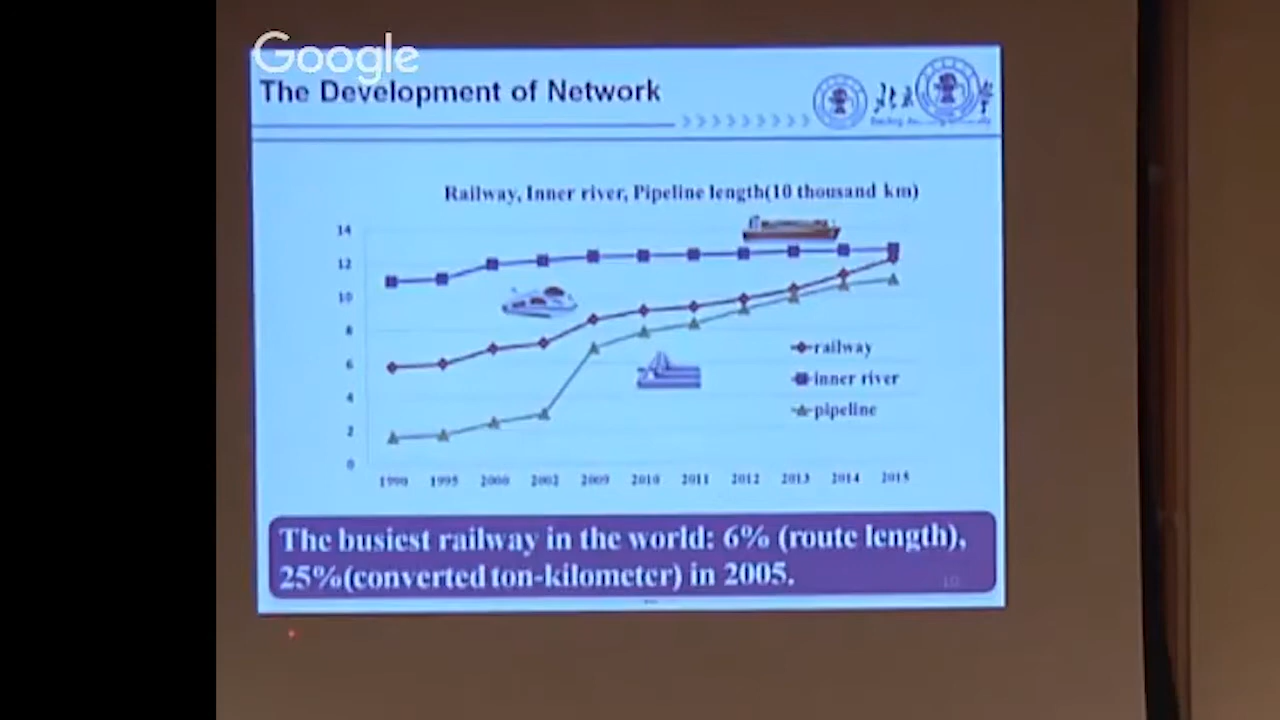 Google
The Development of Network
Railway, Inner river, Pipeline length(10 thousand km)
14
12
10
8
6
4
2
0
railway
inner river
pipeline
1990 1995 2000 2002 2009 2010 2011 2012 2013 2014 2015
The busiest railway in the world: 6% (route length),
25%(converted ton-kilometer) in 2005.
10